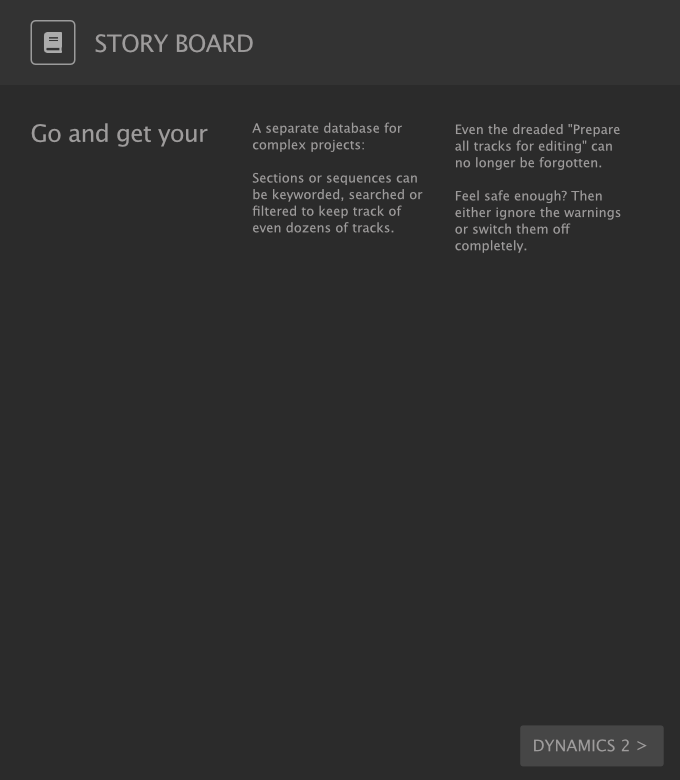 STORY BOARD
Go and get your
A separate database for
complex projects:
Sections or sequences can
be keyworded, searched or
filtered to keep track of
even dozens of tracks.
Even the dreaded "Prepare
all tracks for editing" can
no longer be forgotten.
Feel safe enough? Then
either ignore the warnings
or switch them off
completely.
DYNAMICS 2 >